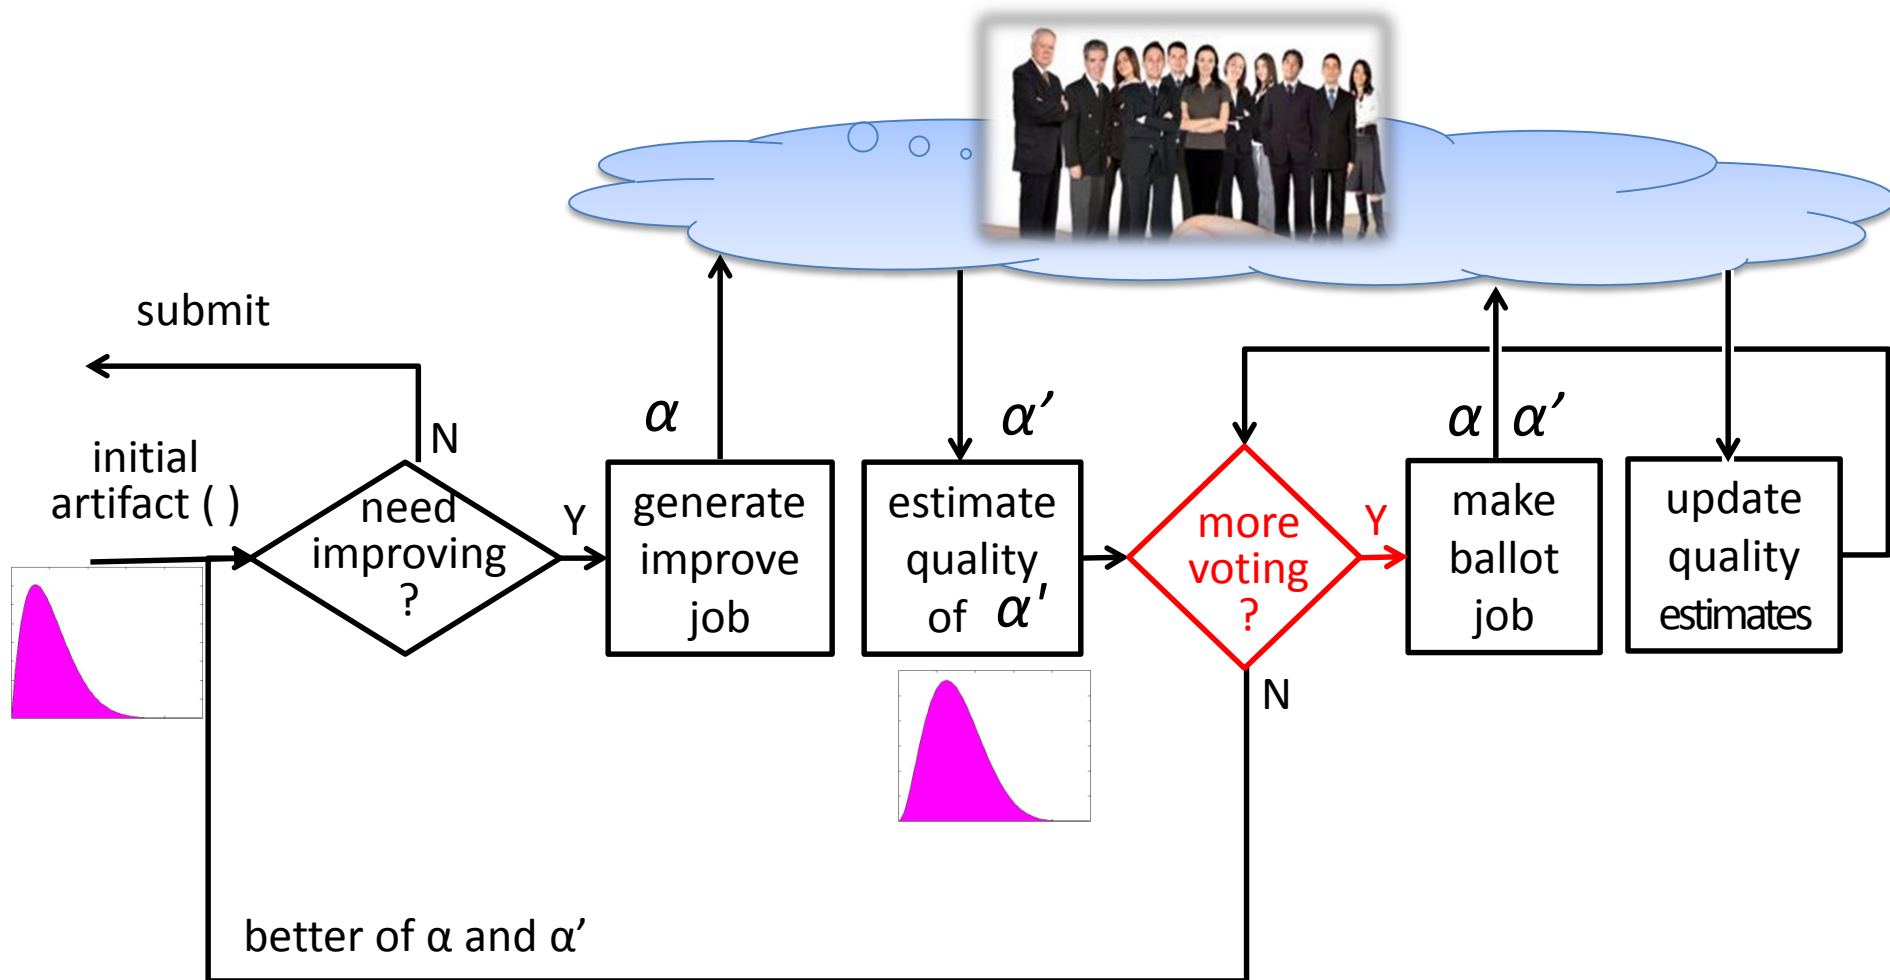 submit
N
initial
artifact ( )
need
improving
?
Y
α
generate
improve
job
α’
estimate
quality
of α'
more
voting
?
Y
N
α α’
make
ballot
job
update
quality
estimates
better of α and α’